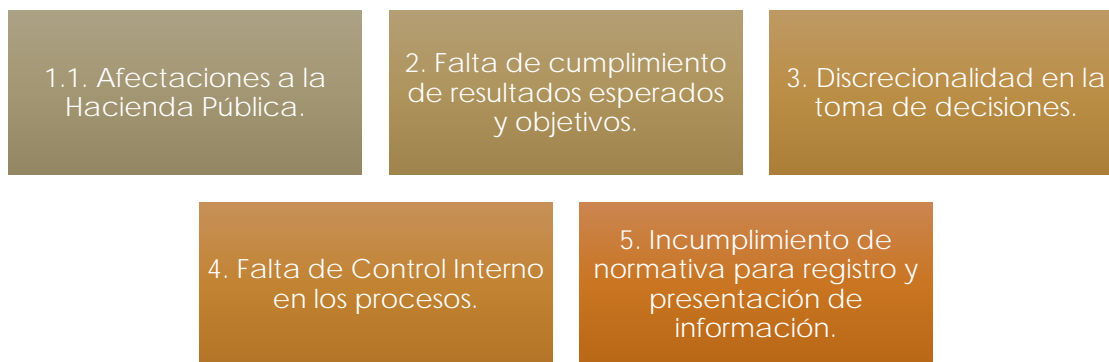 1.1. Afectaciones a la
Hacienda Pública.
2. Falta de cumplimiento
de resultados esperados
y objetivos.
3. Discrecionalidad en la
toma de decisiones.
4. Falta de Control Interno
en los procesos.
5. Incumplimiento de
normativa para registro y
presentación de
información.